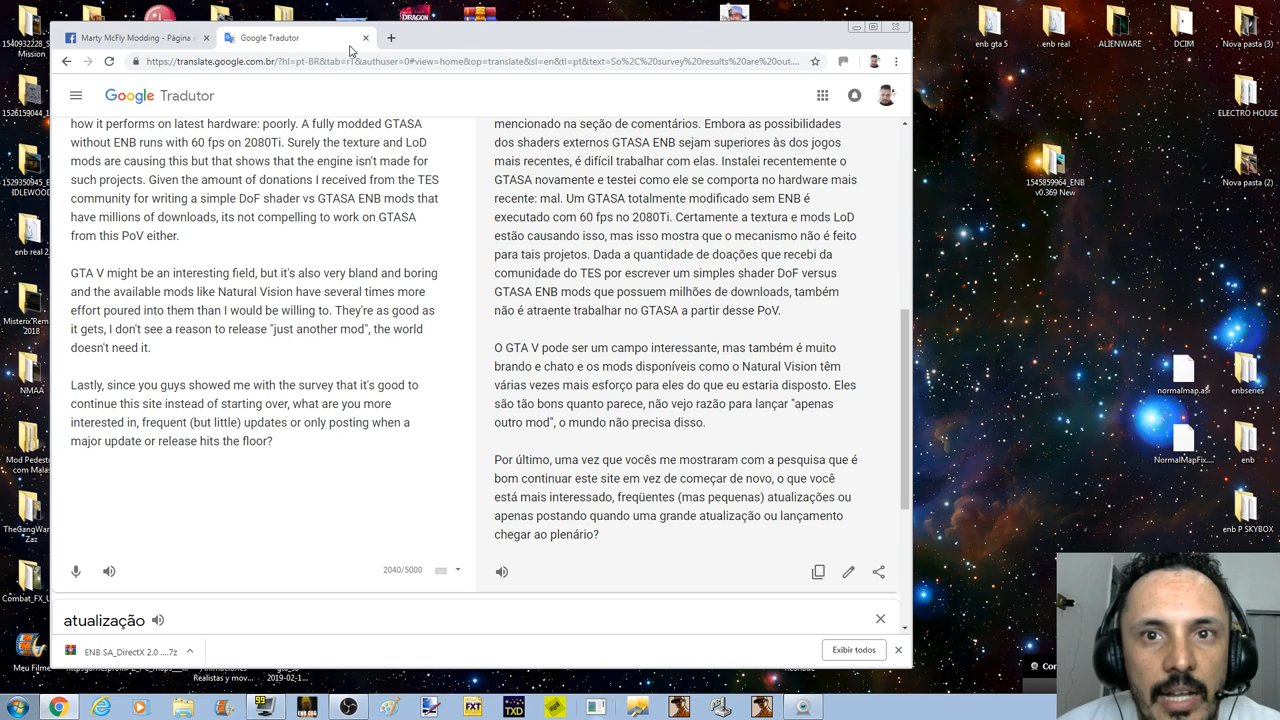 DRAGON
1540932228_S
Mission
1526159044_1
1529350945_E
IDLEWOOD
enb real 2.
Misterix Rem
2018
NMAA
Mod Pedest
com Malas
TheGangWar
Zaz
Combat_FX_U
Meu Filme
Marty McFly Modding - Página
Google Tradutor
https://translate.google.com.br/?hl=pt-BR&tab=rT&authuser=0#view=home&op=translate&sl=en&tl=pt&text=So%2C%20survey%20results%20are%20out....
Google Tradutor
how it performs on latest hardware: poorly. A fully modded GTASA
without ENB runs with 60 fps on 2080Ti. Surely the texture and LoD
mods are causing this but that shows that the engine isn't made for
such projects. Given the amount of donations I received from the TES
community for writing a simple DoF shader vs GTASA ENB mods that
have millions of downloads, its not compelling to work on GTASA
from this PoV either.
GTA V might be an interesting field, but it's also very bland and boring
and the available mods like Natural Vision have several times more
effort poured into them than I would be willing to. They're as good as
it gets, I don't see a reason to release "just another mod", the world
doesn't need it.
Lastly, since you guys showed me with the survey that it's good to
continue this site instead of starting over, what are you more
interested in, frequent (but little) updates or only posting when a
major update or release hits the floor?
2040/5000
mencionado na seção de comentários. Embora as possibilidades
dos shaders externos GTASA ENB sejam superiores às dos jogos
mais recentes, é difícil trabalhar com elas. Instalei recentemente o
GTASA novamente e testei como ele se comporta no hardware mais
recente: mal. Um GTASA totalmente modificado sem ENB é
executado com 60 fps no 2080Ti. Certamente a textura e mods LoD
estão causando isso, mas isso mostra que o mecanismo não é feito
para tais projetos. Dada a quantidade de doações que recebi da
comunidade do TES por escrever um simples shader DoF versus
GTASA ENB mods que possuem milhões de downloads, também
não é atraente trabalhar no GTASA a partir desse PoV.
O GTA V pode ser um campo interessante, mas também é muito
brando e chato e os mods disponíveis como o Natural Vision têm
várias vezes mais esforço para eles do que eu estaria disposto. Eles
são tão bons quanto parece, não vejo razão para lançar "apenas
outro mod", o mundo não precisa disso.
Por último, uma vez que vocês me mostraram com a pesquisa que é
bom continuar este site em vez de começar de novo, o que você
está mais interessado, freqüentes (mas pequenas) atualizações ou
apenas postando quando uma grande atualização ou lançamento
chegar ao plenário?
atualização
ENB SA_DirectX 2.0 ....7z
Exibir todos
Realistas y mov...
2019-02-1...
enb gta 5
enb réal
ALIENWARE
DCIM
Nova pasta (3)
ELECTRO HOUSE
1545859964_ENB
v0.369 New
Nova pasta (2)
normalmap.asi
enbseries
NormalMapFix....
enb
enb P SKYBOX
99
FXT
TXD